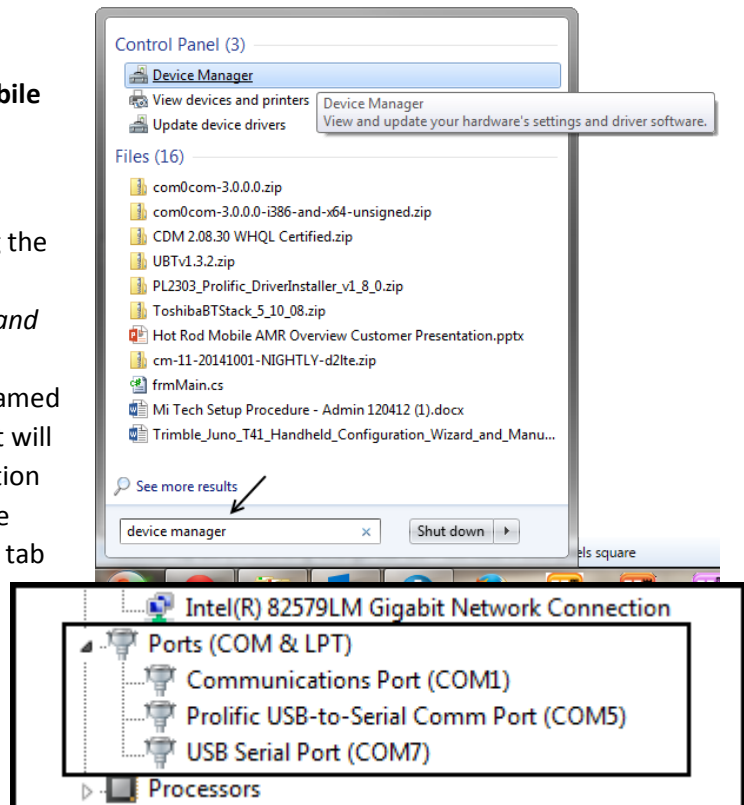 bile
the
and
amed
t will
tion
e
tab
Control Panel (3)
Device Manager
View devices and printers
Update device drivers
Device Manager
View and update your hardware's settings and driver software.
Files (16)
com0com-3.0.0.0.zip
com0com-3.0.0.0-i386-and-x64-unsigned.zip
CDM 2.08.30 WHQL Certified.zip
UBTv1.3.2.zip
PL2303_Prolific_DriverInstaller_v1_8_0.zip
ToshibaBTStack_5_10_08.zip
Hot Rod Mobile AMR Overview Customer Presentation.pptx
cm-11-20141001-NIGHTLY-d2lte.zip
frmMain.cs
Mi Tech Setup Procedure - Admin 120412 (1).docx
Trimble_Juno_T41_Handheld_Configuration_Wizard_and_Manu...
See more results
device manager
Shut down
els square
Intel(R) 82579LM Gigabit Network Connection
Ports (COM & LPT)
Communications Port (COM1)
Prolific USB-to-Serial Comm Port (COM5)
USB Serial Port (COM7)
Processors